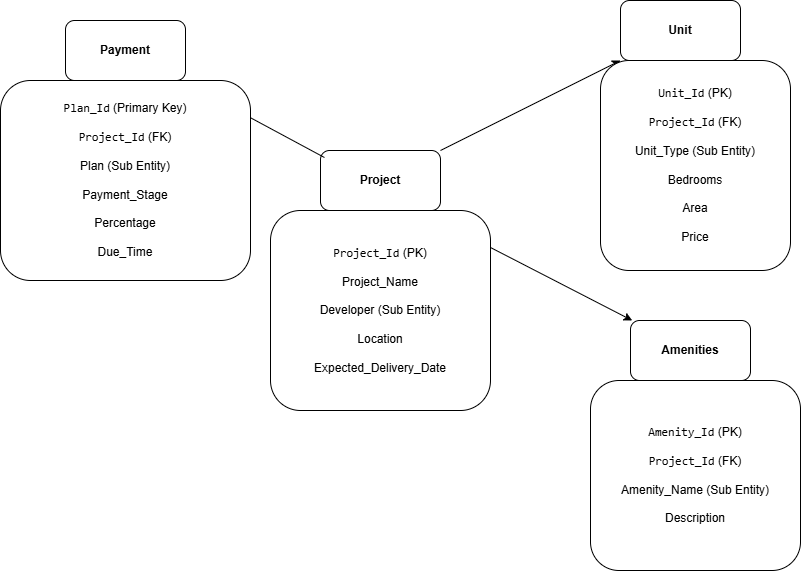 Payment
Plan_Id (Primary Key)
Project_Id (FK)
Plan (Sub Entity)
Payment_Stage
Percentage
Due_Time
Project
Project_Id (PK)
Project_Name
Developer (Sub Entity)
Location
Expected_Delivery_Date
Unit
Unit_Id (PK)
Project_Id (FK)
Unit_Type (Sub Entity)
Bedrooms
Area
Price
Amenities
Amenity_Id (PK)
Project_Id (FK)
Amenity_Name (Sub Entity)
Description